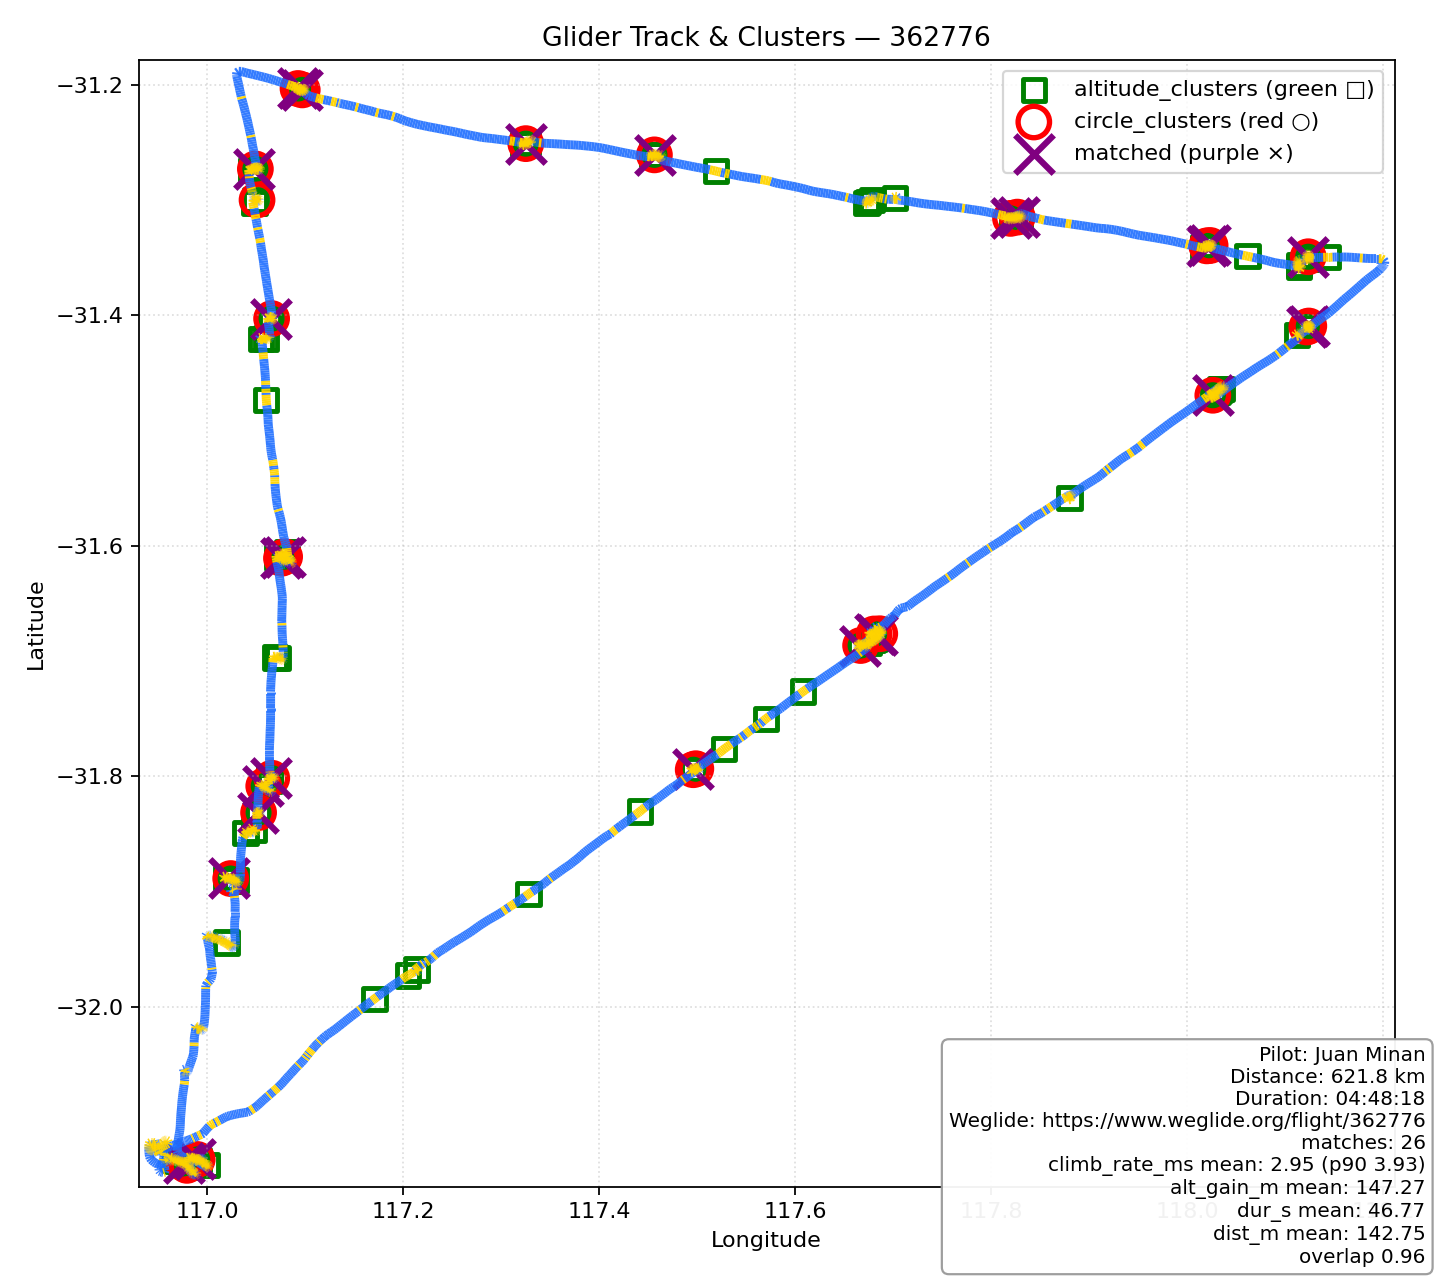 Glider Track & Clusters — 362776
altitude_clusters (green □)
circle_clusters (red ○)
matched (purple ×)
−31.2
−31.4
−31.6
−31.8
−32.0
Latitude
117.0
117.2
117.4
117.6
117.8
118.0
Longitude
Pilot: Juan Minan
Distance: 621.8 km
Duration: 04:48:18
Weglide: https://www.weglide.org/flight/362776
matches: 26
climb_rate_ms mean: 2.95 (p90 3.93)
alt_gain_m mean: 147.27
dur_s mean: 46.77
dist_m mean: 142.75
overlap 0.96